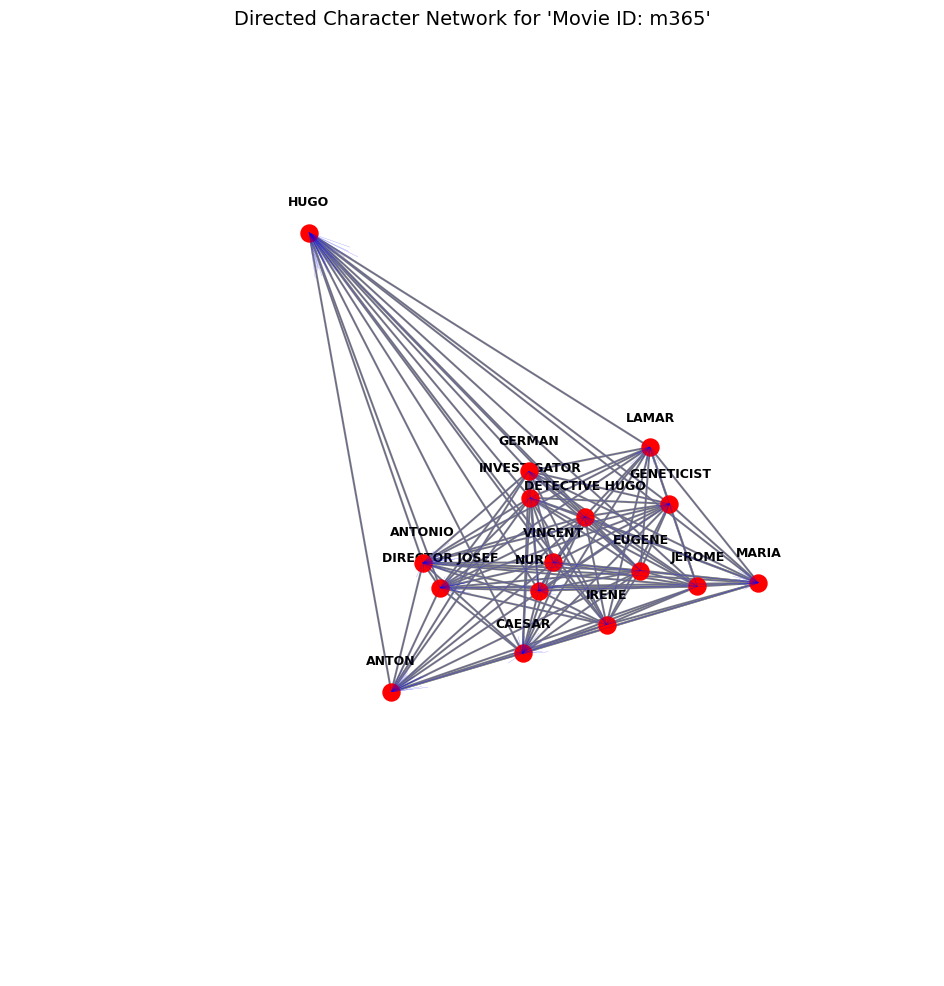 Directed Character Network for 'Movie ID: m365'
HUGO
LAMAR
GERMAN
INVESTIGATOR
GENETICIST
DETECTIVE HUGO
ANTONIO
VINCENT
EUGENE
MARIA
JEROME
DIRECTOR JOSEF
NURSE
IRENE
CAESAR
ANTON